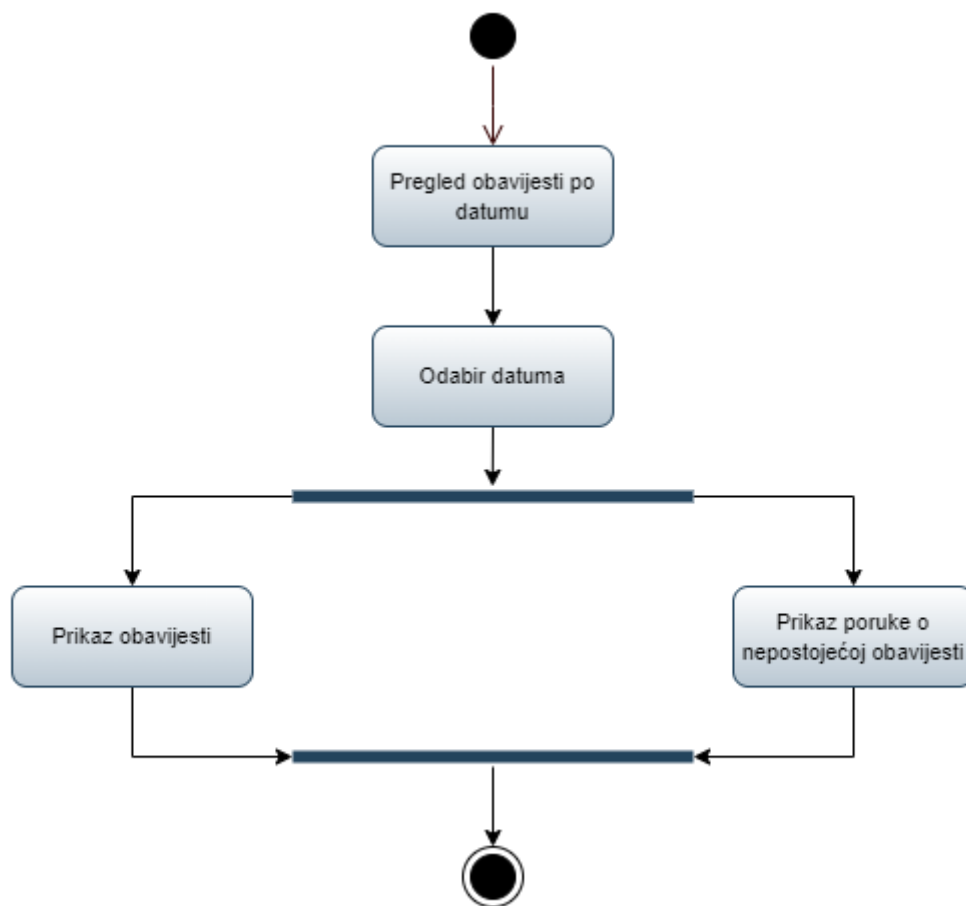 Pregled obavijesti po
datumu
Odabir datuma
Prikaz obavijesti
Prikaz poruke o
nepostojećoj obavijesti